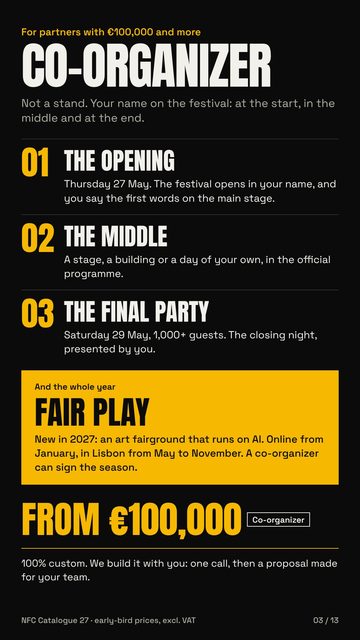 For partners with €100,000 and more
CO-ORGANIZER
Not a stand. Your name on the festival: at the start, in the
middle and at the end.
01 THE OPENING
Thursday 27 May. The festival opens in your name, and
you say the first words on the main stage.
02 THE MIDDLE
A stage, a building or a day of your own, in the official
programme.
03 THE FINAL PARTY
Saturday 29 May, 1,000+ guests. The closing night,
presented by you.
And the whole year
FAIR PLAY
New in 2027: an art fairground that runs on AI. Online from
January, in Lisbon from May to November. A co-organizer
can sign the season.
FROM €100,000 Co-organizer
100% custom. We build it with you: one call, then a proposal made
for your team.
NFC Catalogue 27 · early-bird prices, excl. VAT 03 / 13